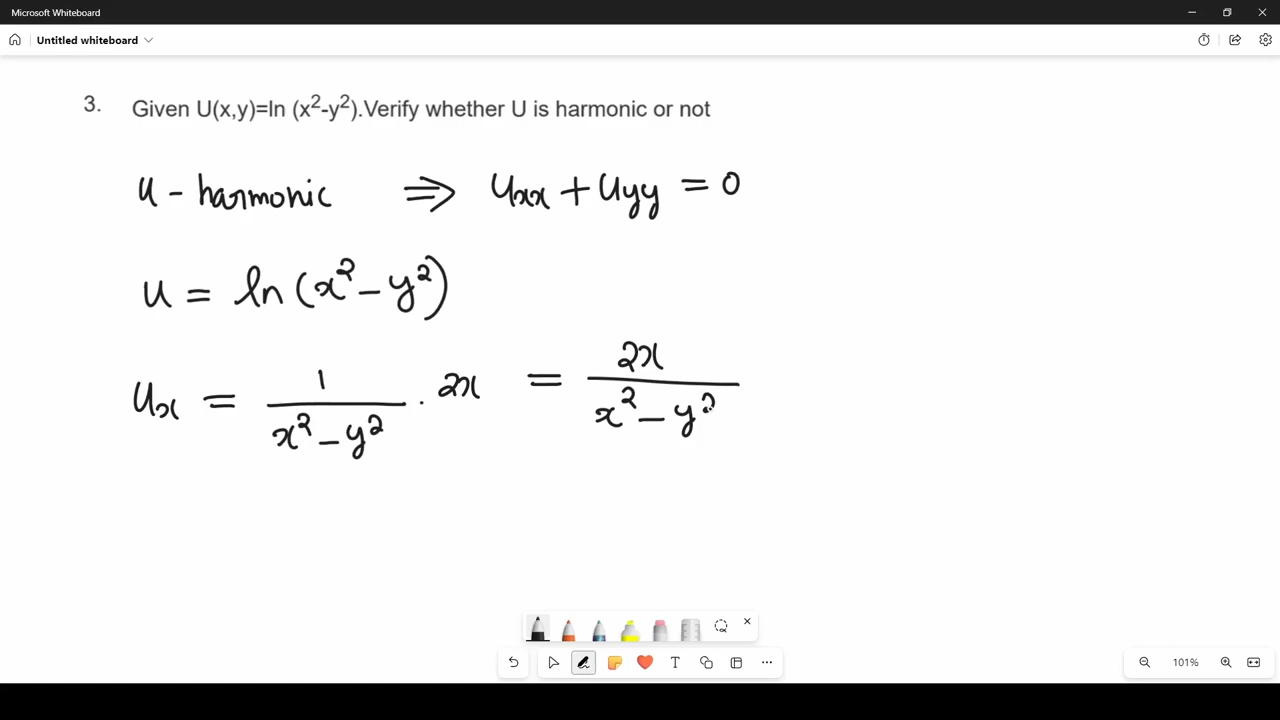 Microsoft Whiteboard
Untitled whiteboard
3. Given U(x,y)=ln (x²-y²).Verify whether U is harmonic or not
u - harmonic ⇒ uxx + uyy = 0
u = ln(x² - y²)
ux = 1/(x² - y²) . 2x = 2x/(x² - y²)
101%